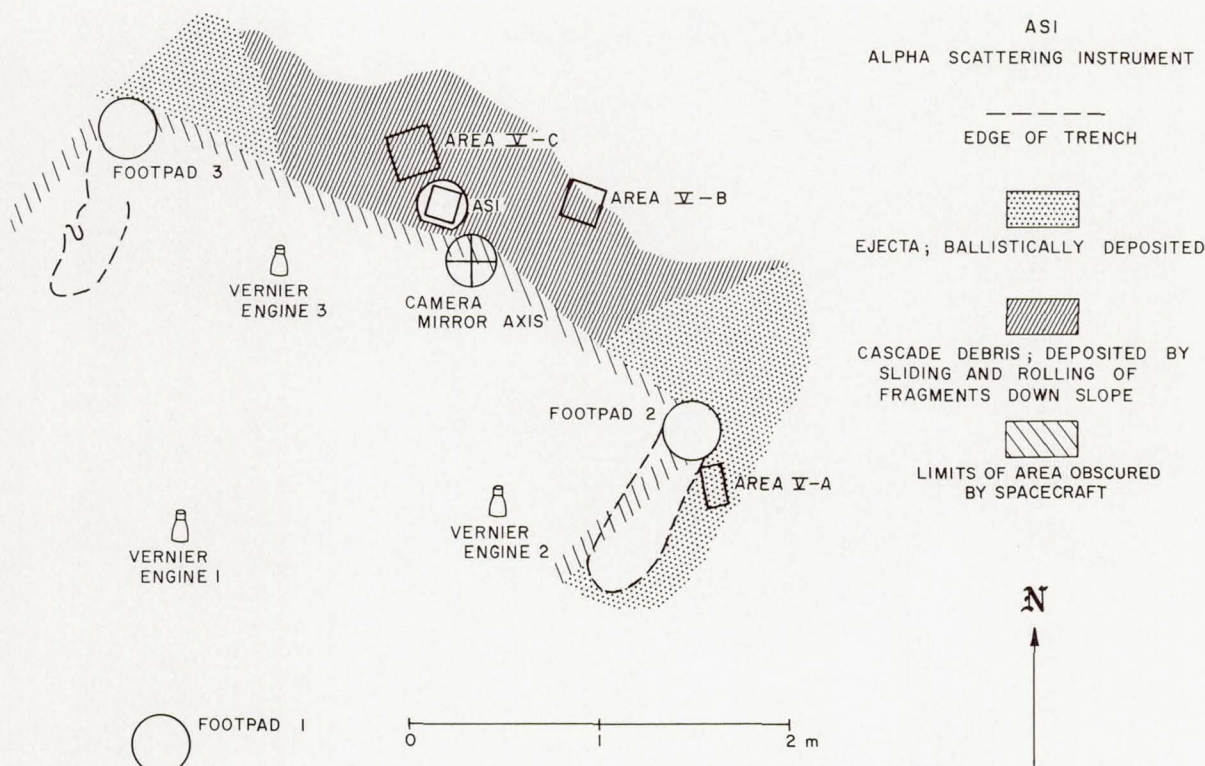 ASI
ALPHA SCATTERING INSTRUMENT
EDGE OF TRENCH
EJECTA; BALLISTICALLY DEPOSITED
CASCADE DEBRIS; DEPOSITED BY
SLIDING AND ROLLING OF
FRAGMENTS DOWN SLOPE
LIMITS OF AREA OBSCURED
BY SPACECRAFT
N
AREA V-C
FOOTPAD 3
ASI
AREA V-B
VERNIER
ENGINE 3
CAMERA
MIRROR AXIS
FOOTPAD 2
AREA V-A
VERNIER
ENGINE 2
VERNIER
ENGINE 1
FOOTPAD 1
0 1 2 m